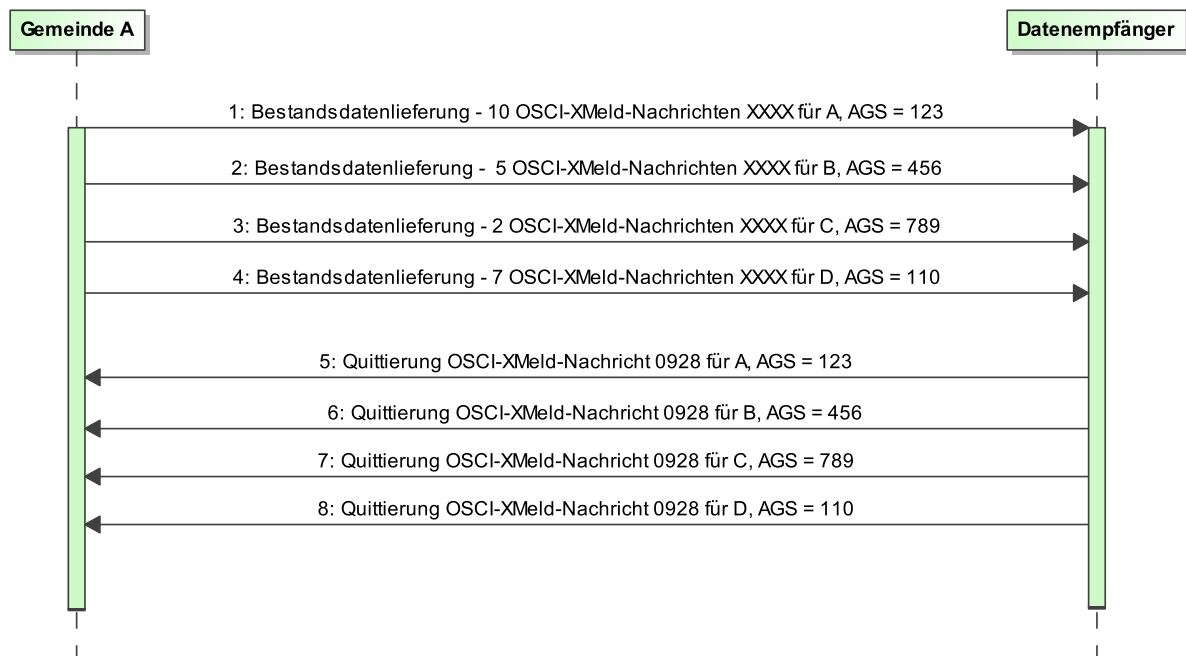 Gemeinde A
Datenempfänger
1: Bestandsdatenlieferung - 10 OSCI-XMeld-Nachrichten XXXX für A, AGS = 123
2: Bestandsdatenlieferung -  5 OSCI-XMeld-Nachrichten XXXX für B, AGS = 456
3: Bestandsdatenlieferung - 2 OSCI-XMeld-Nachrichten XXXX für C, AGS = 789
4: Bestandsdatenlieferung - 7 OSCI-XMeld-Nachrichten XXXX für D, AGS = 110
5: Quittierung OSCI-XMeld-Nachricht 0928 für A, AGS = 123
6: Quittierung OSCI-XMeld-Nachricht 0928 für B, AGS = 456
7: Quittierung OSCI-XMeld-Nachricht 0928 für C, AGS = 789
8: Quittierung OSCI-XMeld-Nachricht 0928 für D, AGS = 110